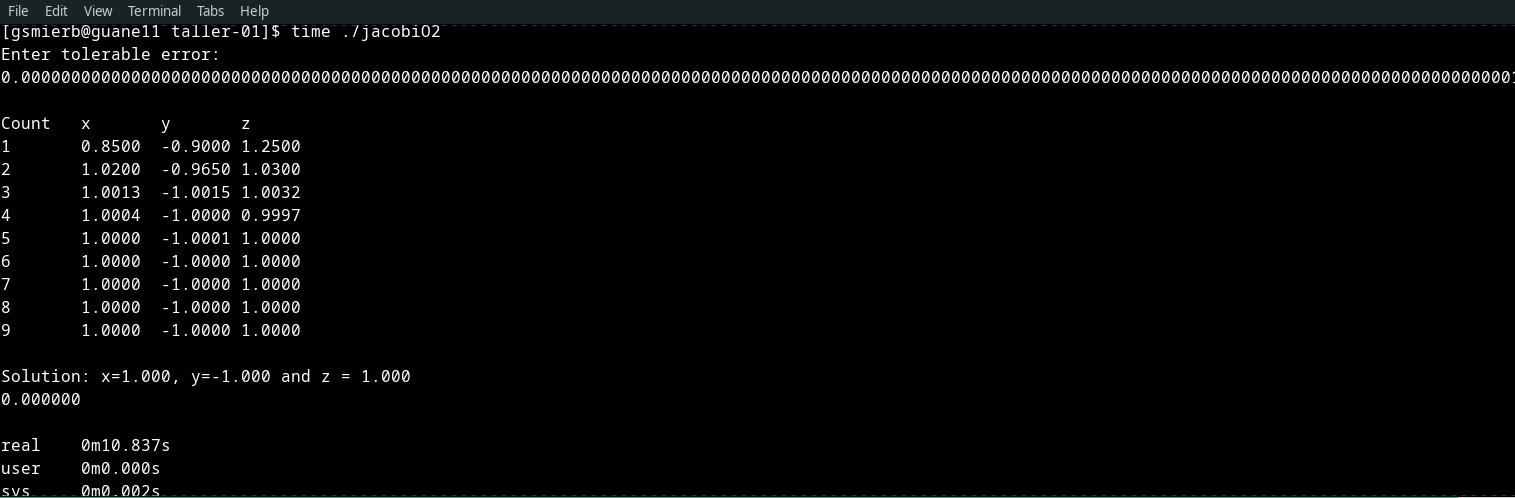 File Edit View Terminal Tabs Help
[gsmierb@guane11 taller-01]$ time ./jacobiO2
Enter tolerable error:
0.000000000000000000000000000000000000000000000000000000000000000000000000000000000000000000000000000000000000000000000000000000000000000000000000000000000001
Count x y z
1 0.8500 -0.9000 1.2500
2 1.0200 -0.9650 1.0300
3 1.0013 -1.0015 1.0032
4 1.0004 -1.0000 0.9997
5 1.0000 -1.0001 1.0000
6 1.0000 -1.0000 1.0000
7 1.0000 -1.0000 1.0000
8 1.0000 -1.0000 1.0000
9 1.0000 -1.0000 1.0000
Solution: x=1.000, y=-1.000 and z = 1.000
0.000000
real 0m10.837s
user 0m0.000s
sys 0m0.002s